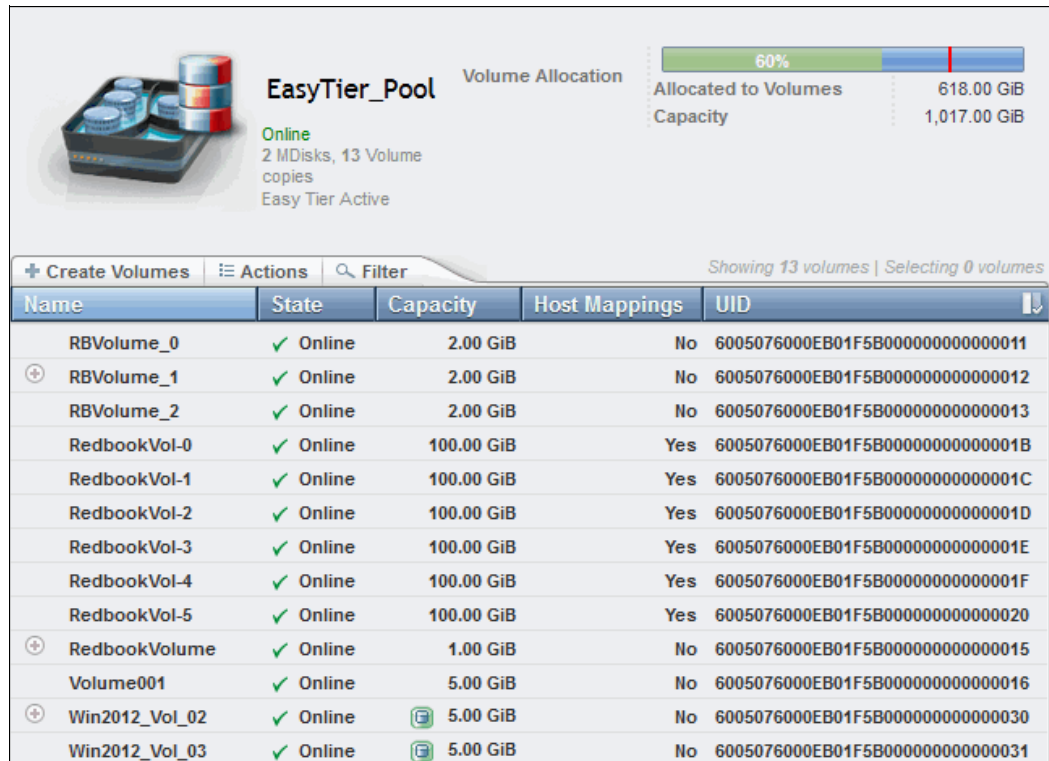 EasyTier_Pool
Online
2 MDisks, 13 Volume
copies
Easy Tier Active
Volume Allocation
60%
Allocated to Volumes 618.00 GiB
Capacity 1,017.00 GiB
Create Volumes Actions Filter
Showing 13 volumes | Selecting 0 volumes
Name State Capacity Host Mappings UID
RBVolume_0 Online 2.00 GiB No 6005076000EB01F5B000000000000011
RBVolume_1 Online 2.00 GiB No 6005076000EB01F5B000000000000012
RBVolume_2 Online 2.00 GiB No 6005076000EB01F5B000000000000013
RedbookVol-0 Online 100.00 GiB Yes 6005076000EB01F5B00000000000001B
RedbookVol-1 Online 100.00 GiB Yes 6005076000EB01F5B00000000000001C
RedbookVol-2 Online 100.00 GiB Yes 6005076000EB01F5B00000000000001D
RedbookVol-3 Online 100.00 GiB Yes 6005076000EB01F5B00000000000001E
RedbookVol-4 Online 100.00 GiB Yes 6005076000EB01F5B00000000000001F
RedbookVol-5 Online 100.00 GiB Yes 6005076000EB01F5B000000000000020
RedbookVolume Online 1.00 GiB No 6005076000EB01F5B000000000000015
Volume001 Online 5.00 GiB No 6005076000EB01F5B000000000000016
Win2012_Vol_02 Online 5.00 GiB No 6005076000EB01F5B000000000000030
Win2012_Vol_03 Online 5.00 GiB No 6005076000EB01F5B000000000000031